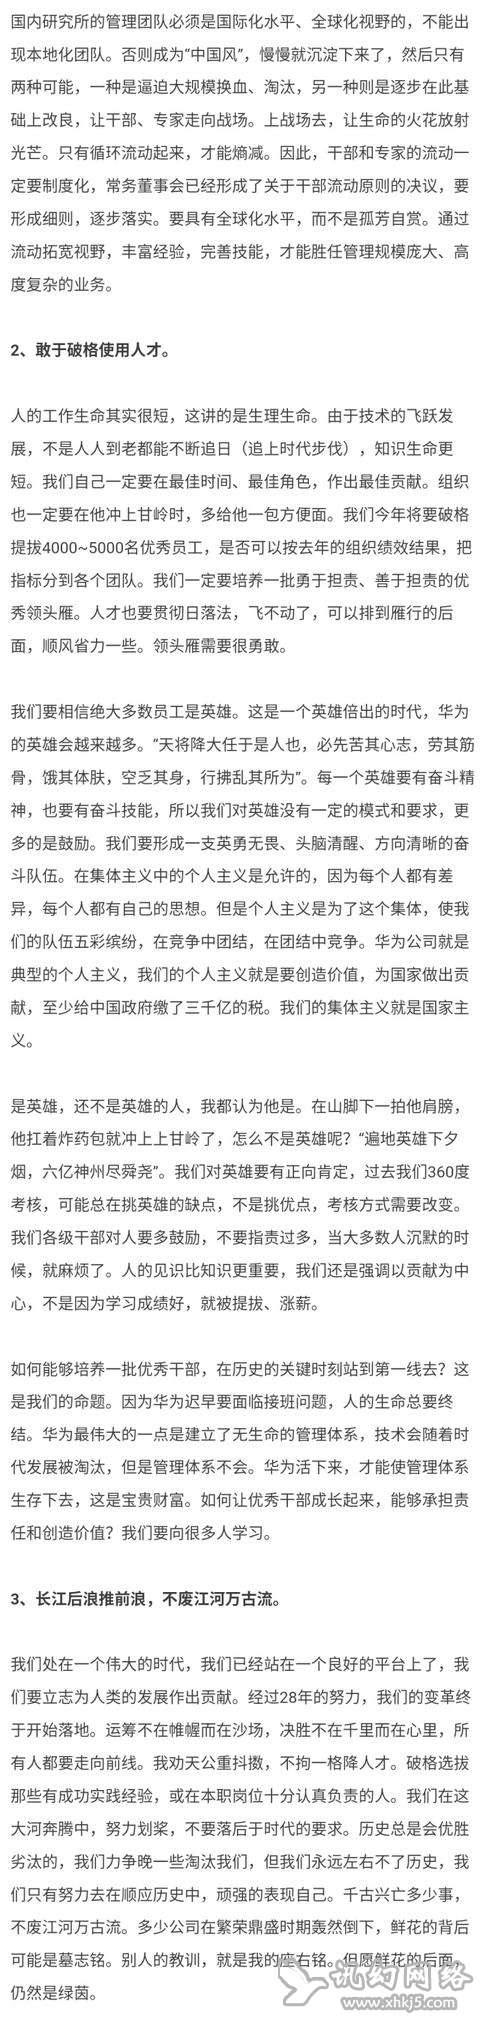 国内研究所的管理团队必须是国际化水平、全球化视野的，不能出
现本地化团队。否则成为“中国风”，慢慢就沉淀下来了，然后只有
两种可能，一种是逼迫大规模换血、淘汰，另一种则是逐步在此基
础上改良，让干部、专家走向战场。上战场去，让生命的火花放射
光芒。只有循环流动起来，才能熵减。因此，干部和专家的流动一
定要制度化，常务董事会已经形成了关于干部流动原则的决议，要
形成细则，逐步落实。要具有全球化水平，而不是孤芳自赏。通过
流动拓宽视野，丰富经验，完善技能，才能胜任管理规模庞大、高
度复杂的业务。
2、敢于破格使用人才。
人的工作生命其实很短，这讲的是生理生命。由于技术的飞跃发
展，不是人人到老都能不断追日（追上时代步伐），知识生命更
短。我们自己一定要在最佳时间、最佳角色，作出最佳贡献。组织
也一定要在他冲上甘岭时，多给他一包方便面。我们今年将要破格
提拔4000~5000名优秀员工，是否可以按去年的组织绩效结果，把
指标分到各个团队。我们一定要培养一批勇于担责、善于担责的优
秀领头雁。人才也要贯彻日落法，飞不动了，可以排到雁行的后
面，顺风省力一些。领头雁需要很勇敢。
我们要相信绝大多数员工是英雄。这是一个英雄倍出的时代，华为
的英雄会越来越多。“天将降大任于是人也，必先苦其心志，劳其筋
骨，饿其体肤，空乏其身，行拂乱其所为”。每一个英雄要有奋斗精
神，也要有奋斗技能，所以我们对英雄没有一定的模式和要求，更
多的是鼓励。我们要形成一支英勇无畏、头脑清醒、方向清晰的奋
斗队伍。在集体主义中的个人主义是允许的，因为每个人都有差
异，每个人都有自己的思想。但是个人主义是为了这个集体，使我
们的队伍五彩缤纷，在竞争中团结，在团结中竞争。华为公司就是
典型的个人主义，我们的个人主义就是要创造价值，为国家做出贡
献，至少给中国政府缴了三千亿的税。我们的集体主义就是国家主
义。
是英雄，还不是英雄的人，我都认为他是。在山脚下一拍他肩膀，
他扛着炸药包就冲上上甘岭了，怎么不是英雄呢？“遍地英雄下夕
烟，六亿神州尽舜尧”。我们对英雄要有正向肯定，过去我们360度
考核，可能总在挑英雄的缺点，不是挑优点，考核方式需要改变。
我们各级干部对人要多鼓励，不要指责过多，当大多数人沉默的时
候，就麻烦了。人的见识比知识更重要，我们还是强调以贡献为中
心，不是因为学习成绩好，就被提拔、涨薪。
如何能够培养一批优秀干部，在历史的关键时刻站到第一线去？这
是我们的命题。因为华为迟早要面临接班问题，人的生命总要终
结。华为最伟大的一点是建立了无生命的管理体系，技术会随着时
代发展被淘汰，但是管理体系不会。华为活下来，才能使管理体系
生存下去，这是宝贵财富。如何让优秀干部成长起来，能够承担责
任和创造价值？我们要向很多人学习。
3、长江后浪推前浪，不废江河万古流。
我们处在一个伟大的时代，我们已经站在一个良好的平台上了，我
们要立志为人类的发展作出贡献。经过28年的努力，我们的变革终
于开始落地。运筹不在帷幄而在沙场，决胜不在千里而在心里，所
有人都要走向前线。我劝天公重抖擞，不拘一格降人才。破格选拔
那些有成功实践经验，或在本职岗位十分认真负责的人。我们在这
大河奔腾中，努力划桨，不要落后于时代的要求。历史总是会优胜
劣汰的，我们力争晚一些淘汰我们，但我们永远左右不了历史，我
们只有努力去在顺应历史中，顽强的表现自己。千古兴亡多少事，
不废江河万古流。多少公司在繁荣鼎盛时期轰然倒下，鲜花的背后
可能是墓志铭。别人的教训，就是我的座右铭。但愿鲜花的后面，
仍然是绿茵。
讯幻网络
www.xhkj5.com